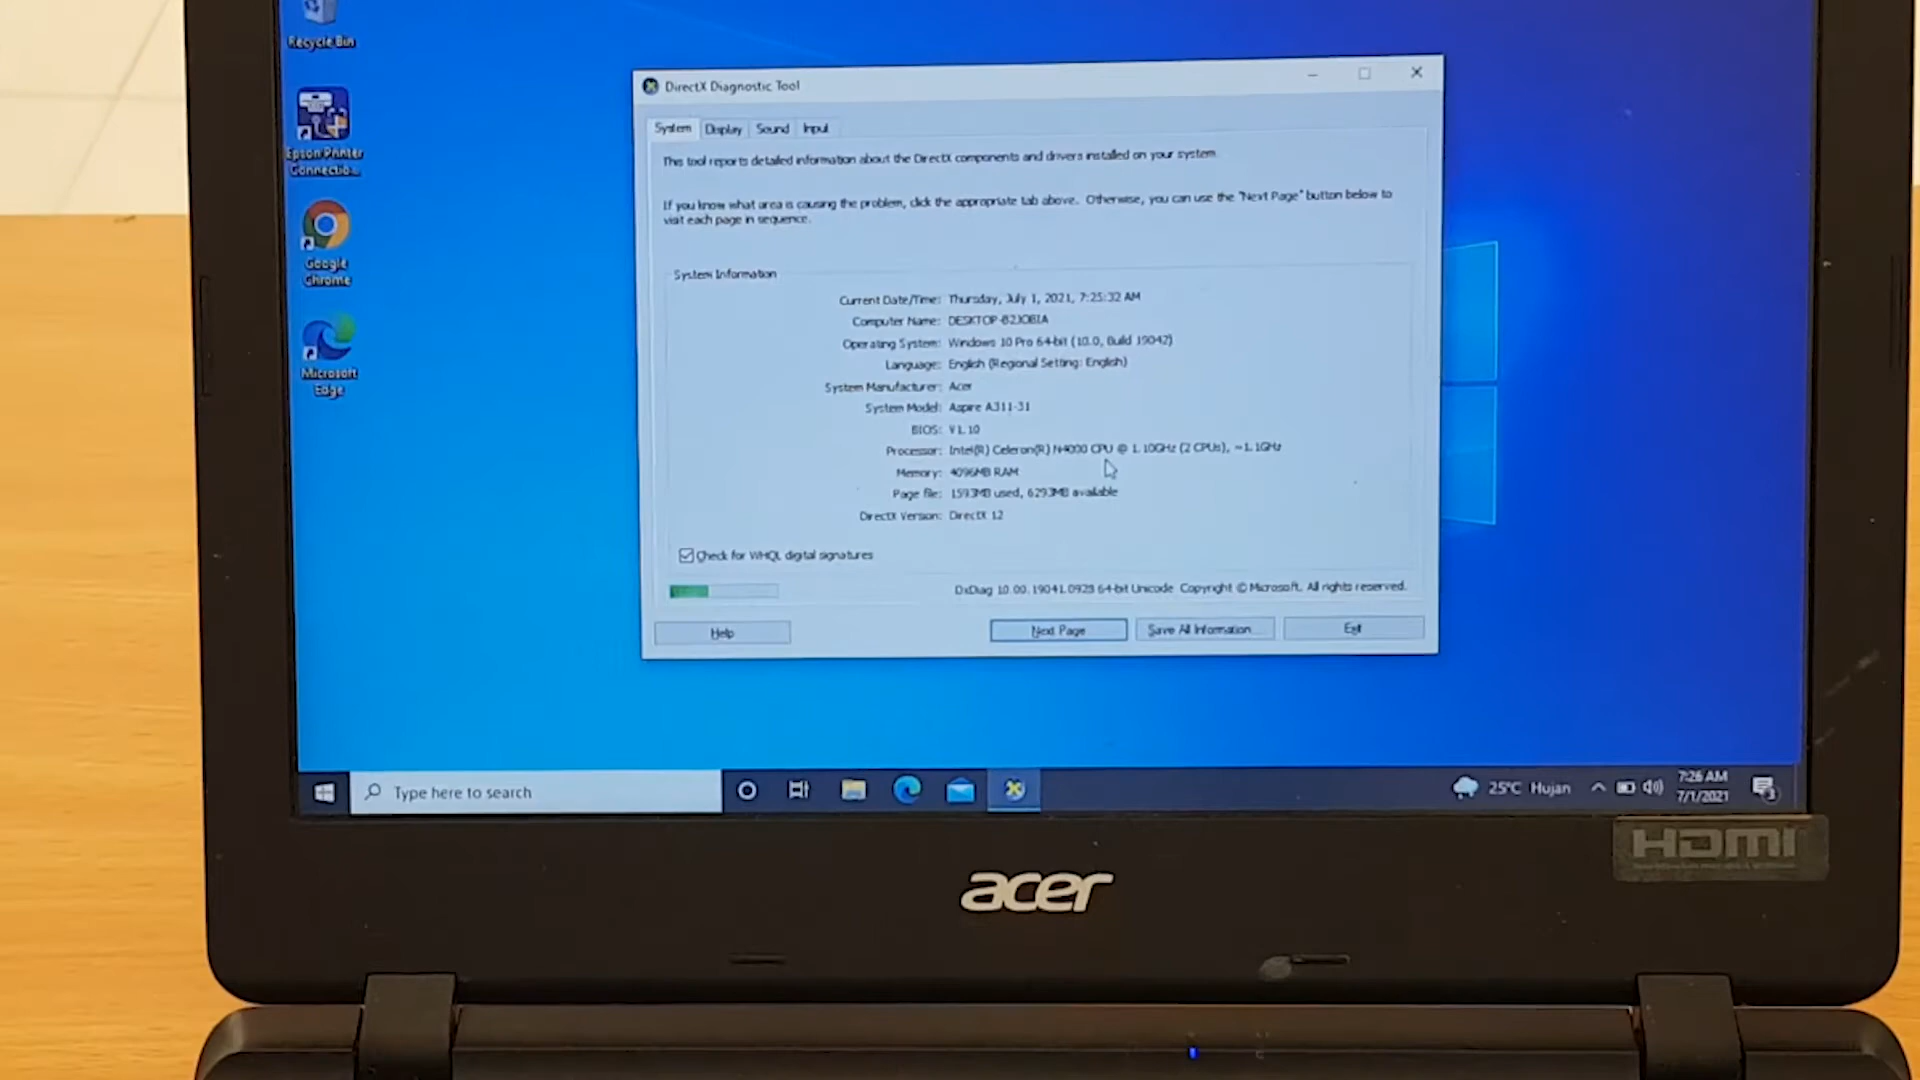 Recycle Bin
Epson Printer
Connectio...
Google
Chrome
Microsoft
Edge
DirectX Diagnostic Tool
System Display Sound Input
This tool reports detailed information about the DirectX components and drivers installed on your system.
If you know what area is causing the problem, click the appropriate tab above. Otherwise, you can use the "Next Page" button below to
visit each page in sequence.
System Information
Current Date/Time: Thursday, July 1, 2021, 7:25:32 AM
Computer Name:
Operating System: Windows 10 Pro 64-bit (10.0, Build 19042)
Language: English (Regional Setting: English)
System Manufacturer: Acer
System Model: Aspire A311-31
BIOS: V1.10
Processor: Intel(R) Celeron(R) N4000 CPU @ 1.10GHz (2 CPUs), ~1.1GHz
Memory: 4096MB RAM
Page file: 1593MB used, 6293MB available
DirectX Version: DirectX 12
Check for WHQL digital signatures
DxDiag 10.00.19041.0928 64-bit Unicode Copyright © Microsoft. All rights reserved.
Help Next Page Save All Information... Exit
Type here to search
25°C Hujan
7:26 AM
7/1/2021
3
HDMI
acer